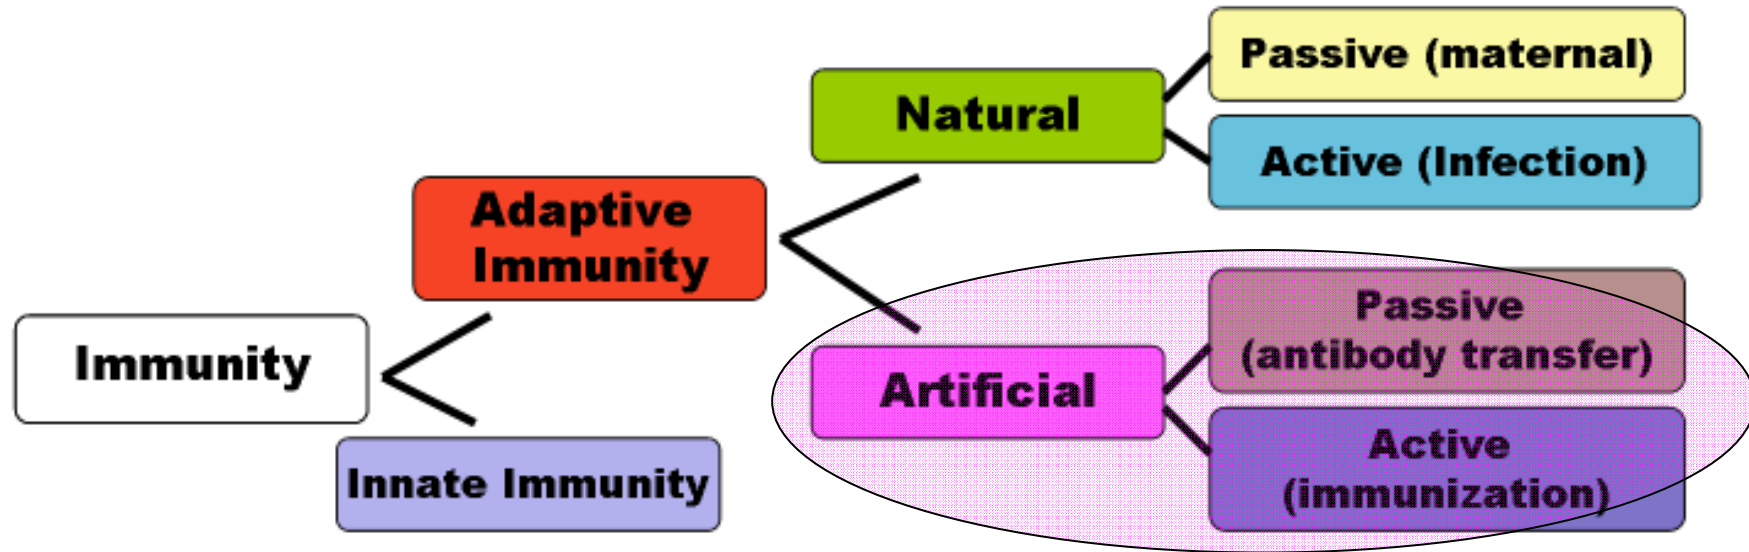 Passive (maternal)
Natural
Active (Infection)
Adaptive
Immunity
Passive
(antibody transfer)
Immunity
Artificial
Active
(immunization)
Innate Immunity